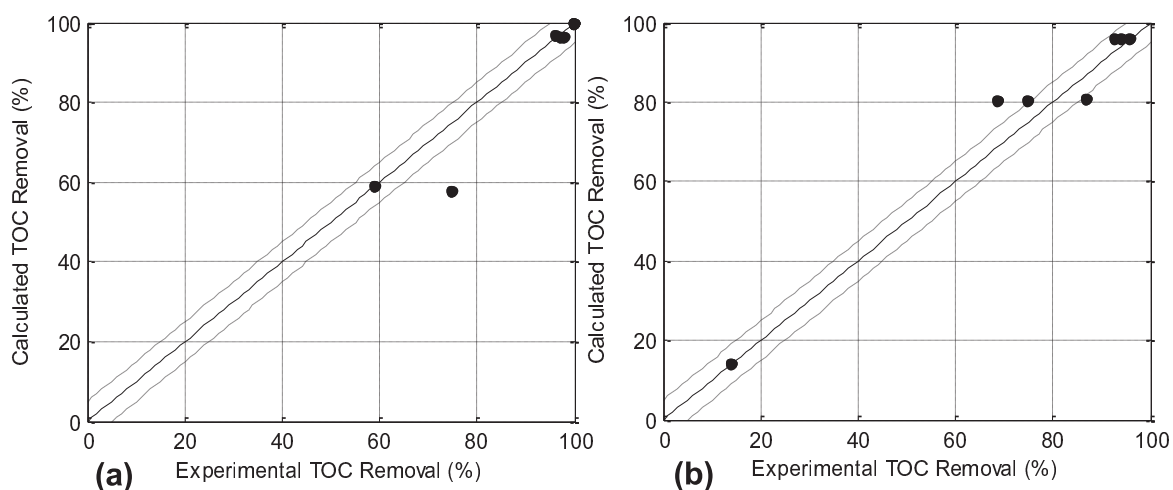 Calculated TOC Removal (%)
100
80
60
40
20
0
0 20 40 60 80 100
Experimental TOC Removal (%)
(a)
Calculated TOC Removal (%)
100
80
60
40
20
0
0 20 40 60 80 100
Experimental TOC Removal (%)
(b)